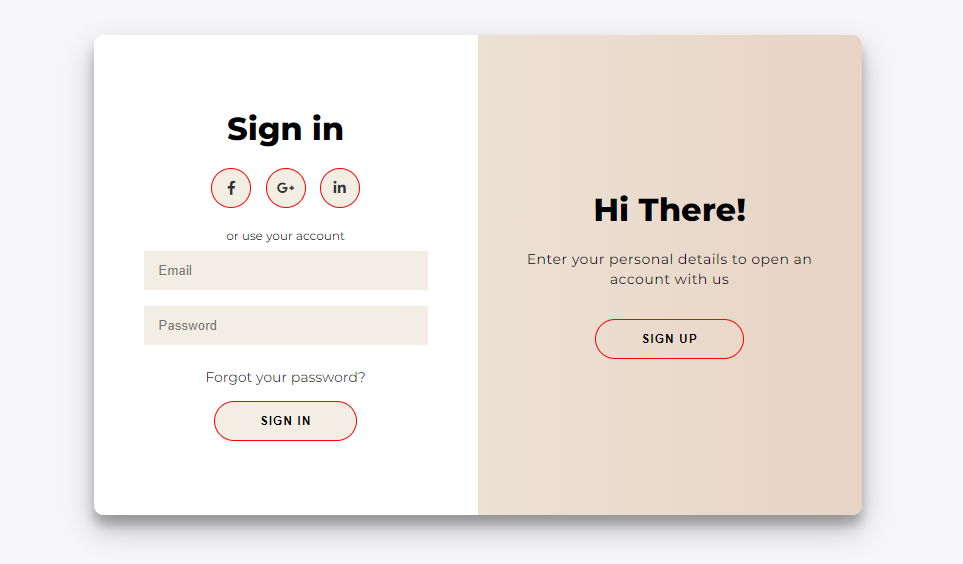 Sign in
f G+ in
or use your account
Email
Password
Forgot your password?
SIGN IN
Hi There!
Enter your personal details to open an
account with us
SIGN UP